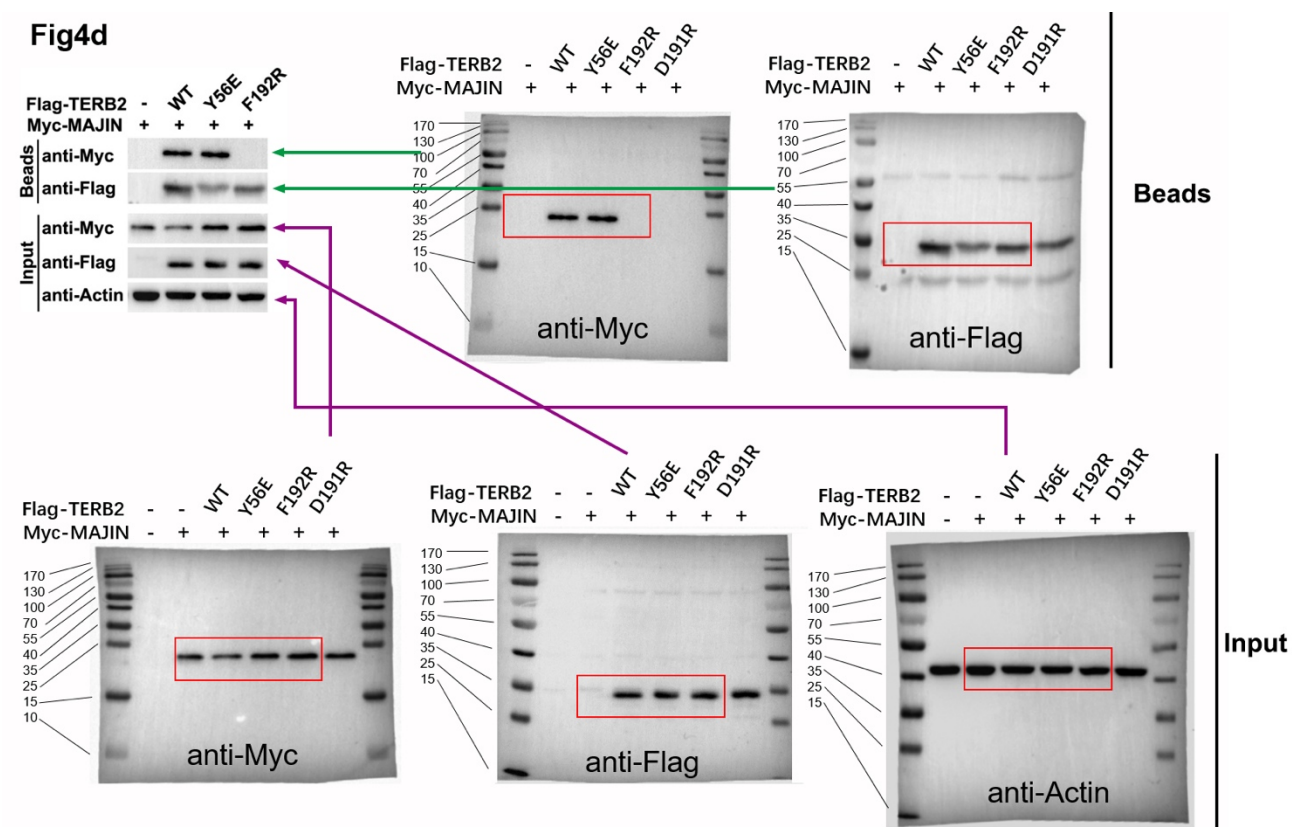 Fig4d
Flag-TERB2 - WT Y56E F192R
Myc-MAJIN + + + +
Beads
anti-Myc
anti-Flag
Input
anti-Myc
anti-Flag
anti-Actin
Flag-TERB2 - WT Y56E F192R D191R
Myc-MAJIN + + + + +
170
130
100
70
55
40
35
25
15
10
anti-Myc
Flag-TERB2 - WT Y56E F192R D191R
Myc-MAJIN + + + + +
170
130
100
70
55
40
35
25
15
anti-Flag
Beads
Flag-TERB2 - - WT Y56E F192R D191R
Myc-MAJIN - + + + + +
170
130
100
70
55
40
35
25
15
10
anti-Myc
Flag-TERB2 - - WT Y56E F192R D191R
Myc-MAJIN - + + + + +
170
130
100
70
55
40
35
25
15
anti-Flag
Flag-TERB2 - - WT Y56E F192R D191R
Myc-MAJIN - + + + + +
170
130
100
70
55
40
35
25
15
anti-Actin
Input